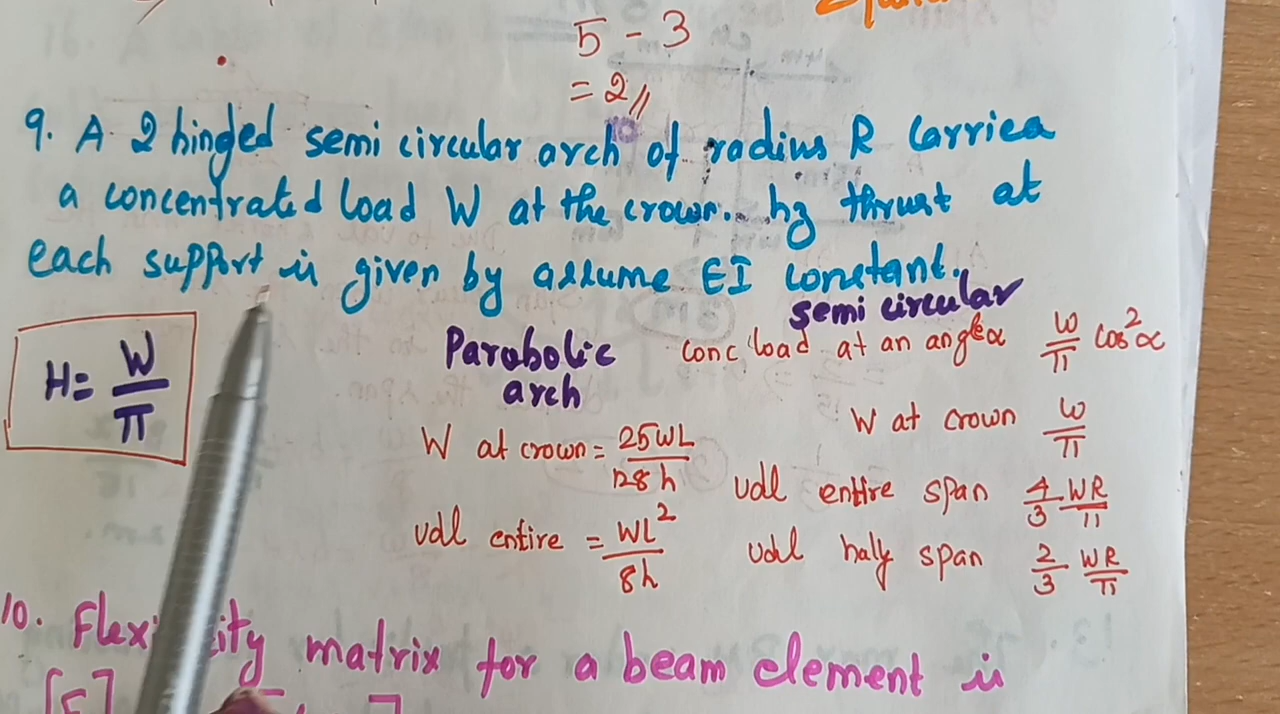 5 - 3
= 2//
9. A 2 hinged semi circular arch of radius R Carries
a concentrated load W at the crown. hz thrust at
each support is given by assume EI constant.
H = W/π
Parabolic
arch
W at crown = 25WL/128h
udl entire = WL²/8h
semi circular
conc load at an angle α W/π cos²α
W at crown W/π
udl entire span 4/3 WR/π
udl half span 2/3 WR/π
10. matrix for a beam element is